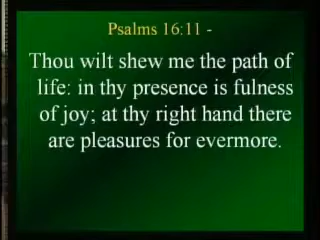 Psalms 16:11 -
Thou wilt shew me the path of
life: in thy presence is fulness
of joy; at thy right hand there
are pleasures for evermore.